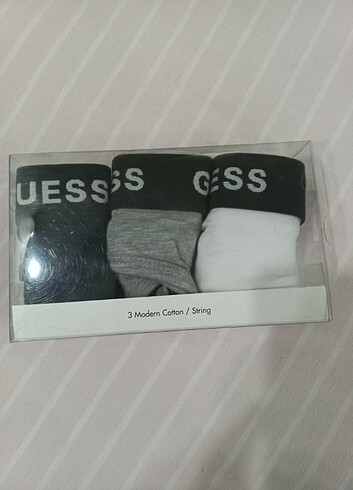 UESS
SS
GESS
3 Modern Cotton / String